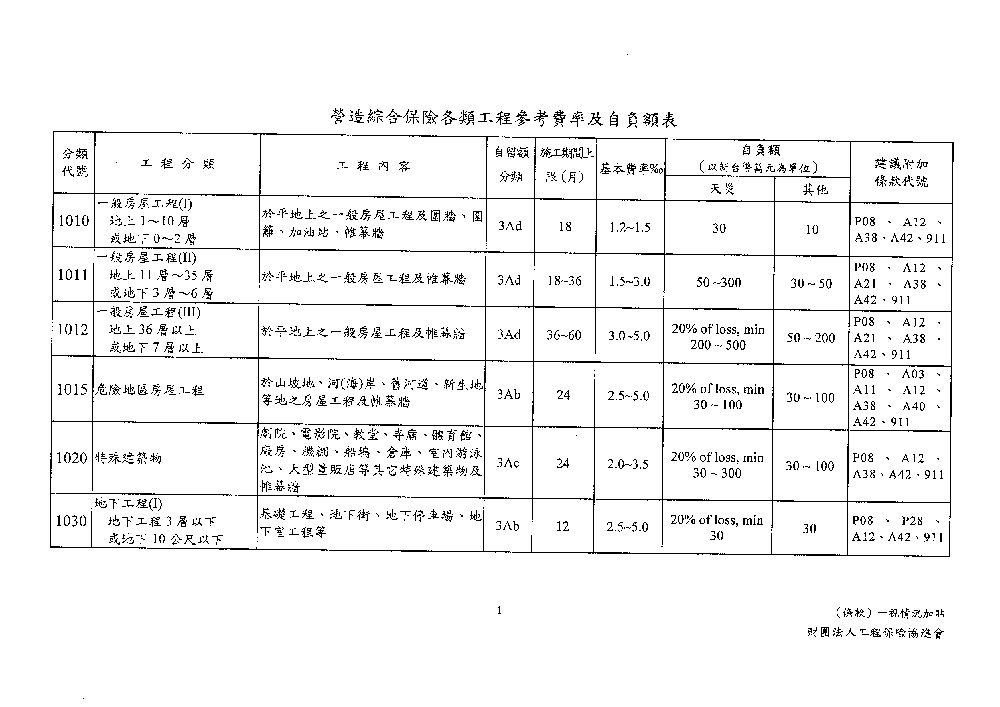 營造綜合保險各類工程參考費率及自負額表
分類
代號
工程分類
工程內容
自留額
分類
施工期間上
限(月)
基本費率‰
自負額
(以新台幣萬元為單位)
天災
其他
建議附加
條款代號
1010
一般房屋工程(I)
地上 1～10 層
或地下 0～2 層
於平地上之一般房屋工程及圍牆、圍
籬、加油站、帷幕牆
3Ad
18
1.2~1.5
30
10
P08 、 A12 、
A38、A42、911
1011
一般房屋工程(II)
地上 11 層～35 層
或地下 3 層～6 層
於平地上之一般房屋工程及帷幕牆
3Ad
18~36
1.5~3.0
50 ~300
30 ~ 50
P08 、 A12 、
A21 、 A38 、
A42、911
1012
一般房屋工程(III)
地上 36 層以上
或地下 7 層以上
於平地上之一般房屋工程及帷幕牆
3Ad
36~60
3.0~5.0
20% of loss, min
200 ~ 500
50 ~ 200
P08 、 A12 、
A21 、 A38 、
A42、911
1015
危險地區房屋工程
於山坡地、河(海)岸、舊河道、新生地
等地之房屋工程及帷幕牆
3Ab
24
2.5~5.0
20% of loss, min
30 ~ 100
30 ~ 100
P08 、 A03 、
A11 、 A12 、
A38 、 A40 、
A42、911
1020
特殊建築物
劇院、電影院、教堂、寺廟、體育館、
廠房、機棚、船塢、倉庫、室內游泳
池、大型量販店等其它特殊建築物及
帷幕牆
3Ac
24
2.0~3.5
20% of loss, min
30 ~ 300
30 ~ 100
P08 、 A12 、
A38、A42、911
1030
地下工程(I)
地下工程 3 層以下
或地下 10 公尺以下
基礎工程、地下街、地下停車場、地
下室工程等
3Ab
12
2.5~5.0
20% of loss, min
30
30
P08 、 P28 、
A12、A42、911
1
(條款)－視情況加貼
財團法人工程保險協進會